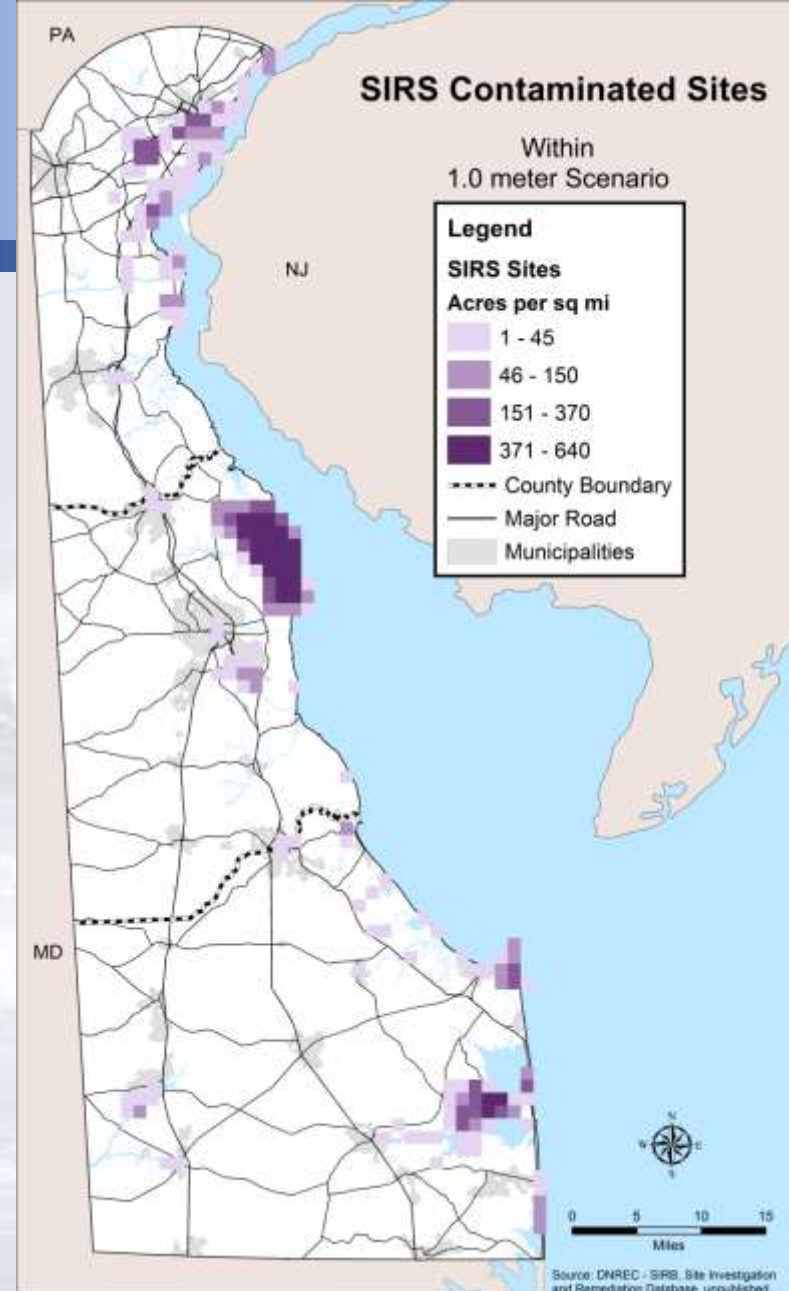 PA
SIRS Contaminated Sites
Within
1.0 meter Scenario
NJ
Legend
SIRS Sites
Acres per sq mi
1 - 45
46 - 150
151 - 370
371 - 640
County Boundary
Major Road
Municipalities
MD
N
W E
S
0 5 10 15
Miles
Source: DNREC - SIRB, Site Investigation
and Remediation Database, unpublished